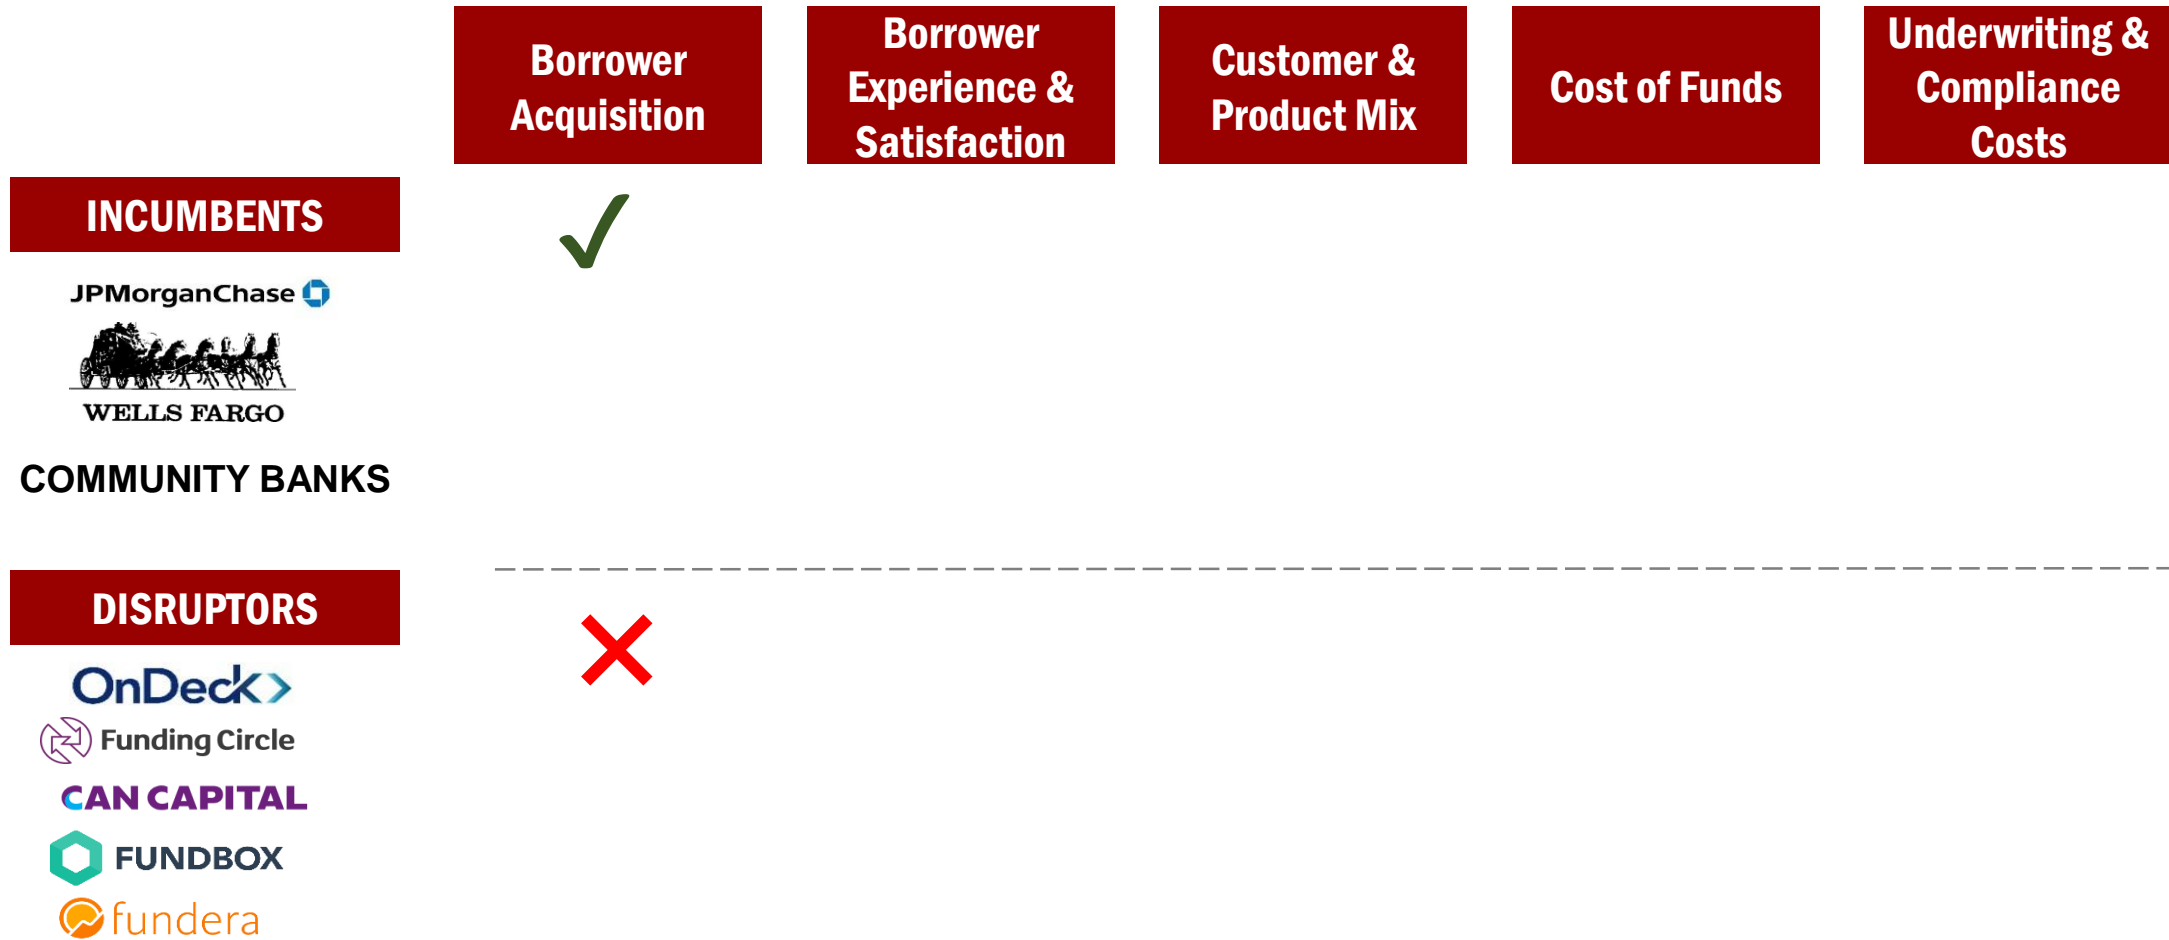 Borrower
Acquisition
Borrower
Experience &
Satisfaction
Customer &
Product Mix
Cost of Funds
Underwriting &
Compliance
Costs
INCUMBENTS
JPMorganChase
WELLS FARGO
COMMUNITY BANKS
DISRUPTORS
OnDeck
Funding Circle
CAN CAPITAL
FUNDBOX
fundera